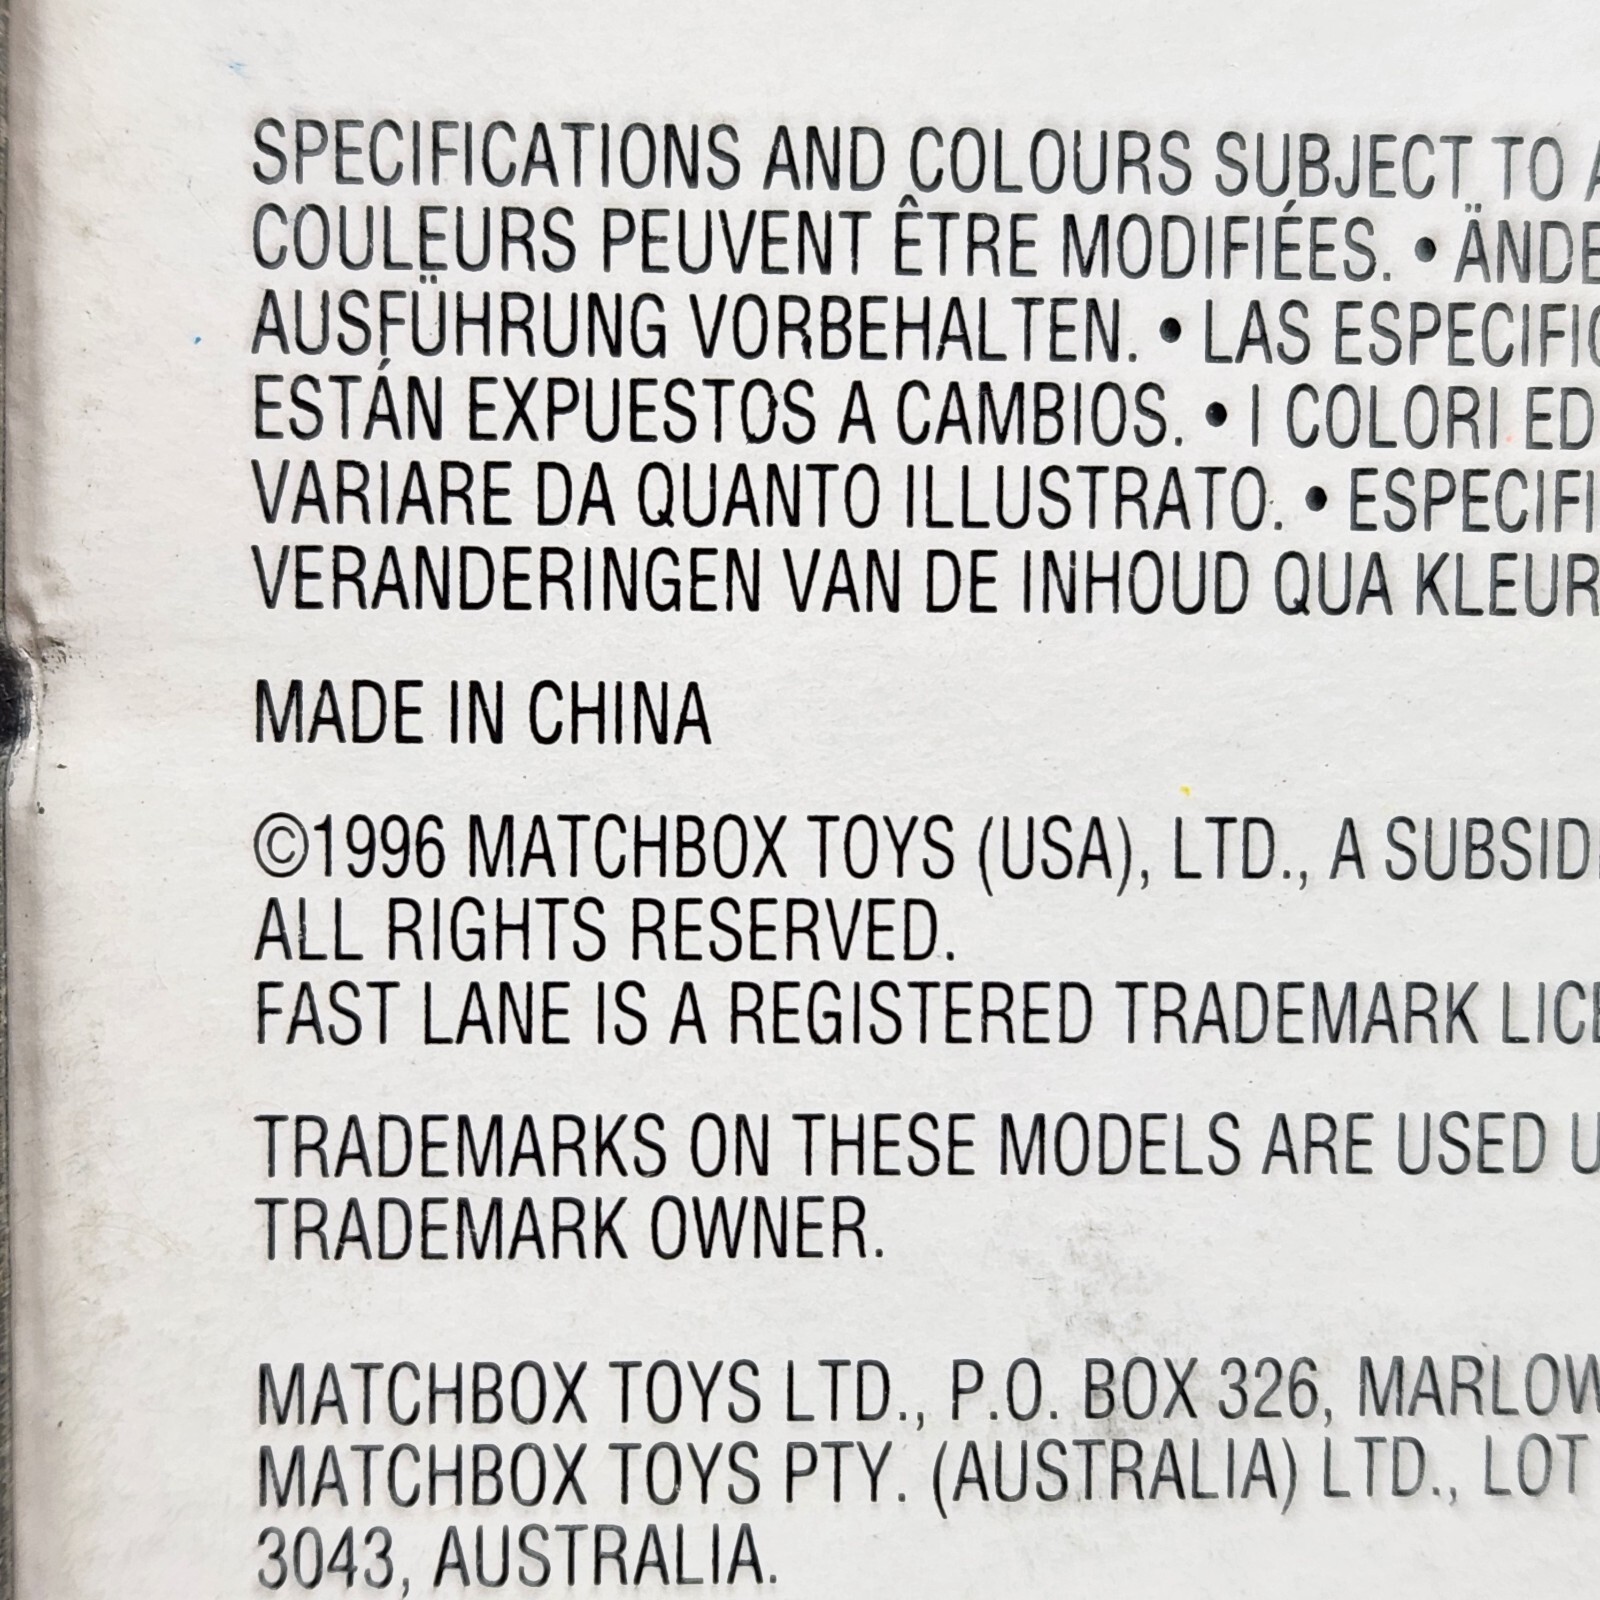 SPECIFICATIONS AND COLOURS SUBJECT TO
COULEURS PEUVENT ÊTRE MODIFIÉES. • ÄNDE
AUSFÜHRUNG VORBEHALTEN. • LAS ESPECIFIC
ESTÁN EXPUESTOS A CAMBIOS. • I COLORI ED
VARIARE DA QUANTO ILLUSTRATO. • ESPECIFI
VERANDERINGEN VAN DE INHOUD QUA KLEUR
MADE IN CHINA
©1996 MATCHBOX TOYS (USA), LTD., A SUBSIDI
ALL RIGHTS RESERVED.
FAST LANE IS A REGISTERED TRADEMARK LICE
TRADEMARKS ON THESE MODELS ARE USED U
TRADEMARK OWNER.
MATCHBOX TOYS LTD., P.O. BOX 326, MARLOW
MATCHBOX TOYS PTY. (AUSTRALIA) LTD., LOT
3043, AUSTRALIA.